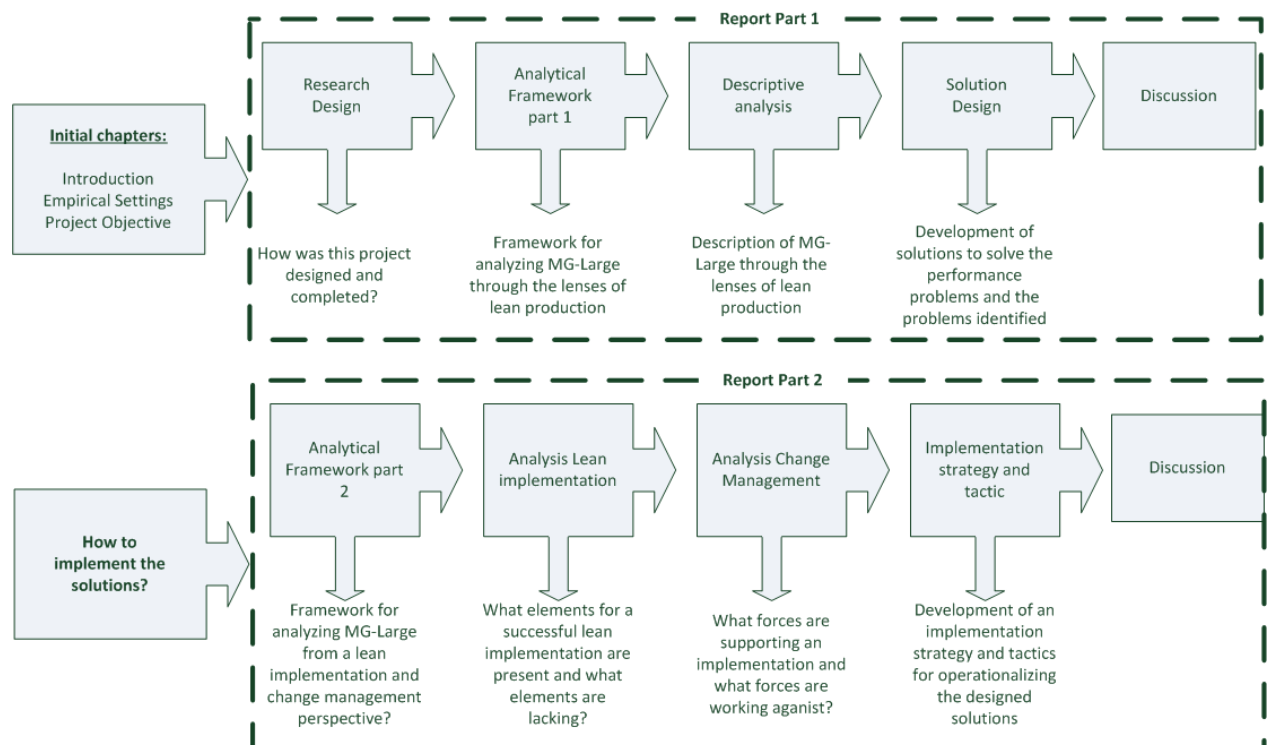 Report Part 1
Initial chapters:
Introduction
Empirical Settings
Project Objective
Research
Design
Analytical
Framework
part 1
Descriptive
analysis
Solution
Design
Discussion
How was this project
designed and
completed?
Framework for
analyzing MG-Large
through the lenses of
lean production
Description of MG-
Large through the
lenses of lean
production
Development of
solutions to solve the
performance
problems and the
problems identified
Report Part 2
How to
implement the
solutions?
Analytical
Framework part
2
Analysis Lean
implementation
Analysis Change
Management
Implementation
strategy and
tactic
Discussion
Framework for
analyzing MG-Large
from a lean
implementation and
change management
perspective?
What elements for a
successful lean
implementation are
present and what
elements are
lacking?
What forces are
supporting an
implementation and
what forces are
working aganist?
Development of an
implementation
strategy and tactics
for operationalizing
the designed
solutions